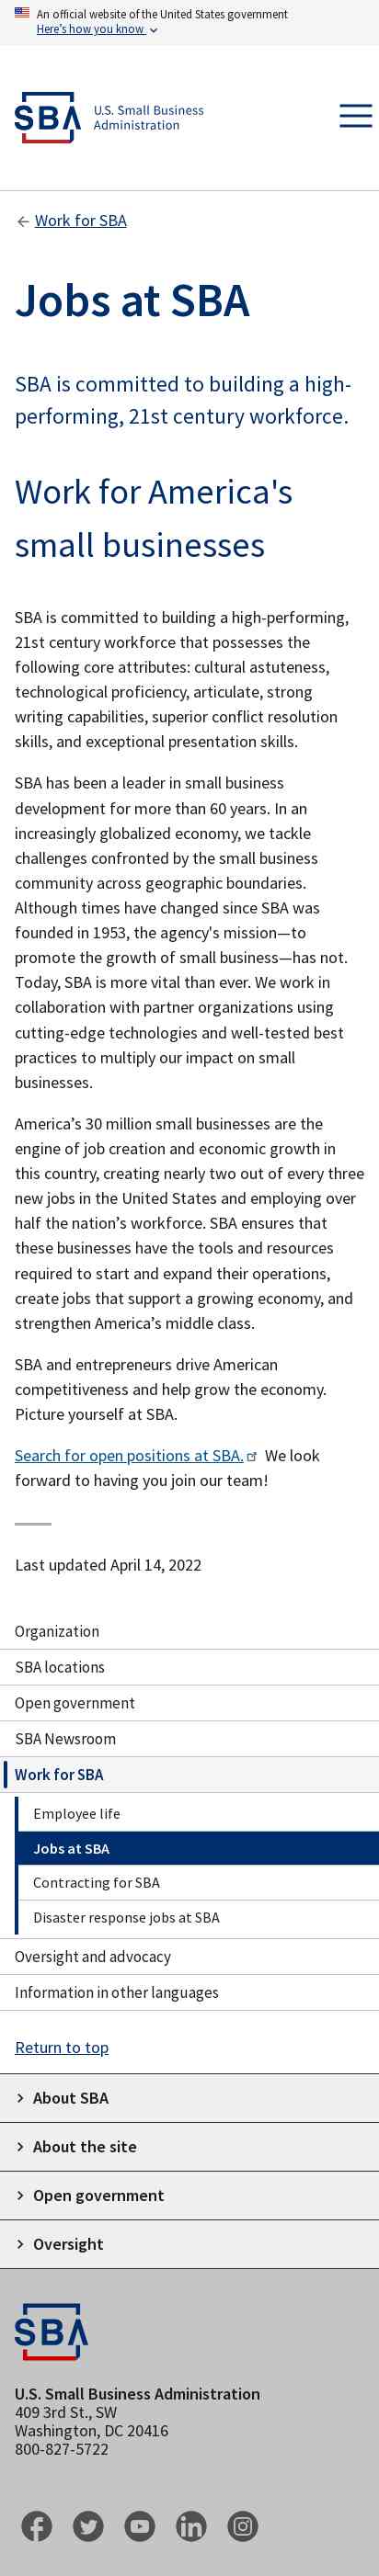 An official website of the United States government
Here's how you know
SBA U.S. Small Business
Administration
Work for SBA
Jobs at SBA
SBA is committed to building a high-
performing, 21st century workforce.
Work for America's
small businesses
SBA is committed to building a high-performing,
21st century workforce that possesses the
following core attributes: cultural astuteness,
technological proficiency, articulate, strong
writing capabilities, superior conflict resolution
skills, and exceptional presentation skills.
SBA has been a leader in small business
development for more than 60 years. In an
increasingly globalized economy, we tackle
challenges confronted by the small business
community across geographic boundaries.
Although times have changed since SBA was
founded in 1953, the agency's mission—to
promote the growth of small business—has not.
Today, SBA is more vital than ever. We work in
collaboration with partner organizations using
cutting-edge technologies and well-tested best
practices to multiply our impact on small
businesses.
America’s 30 million small businesses are the
engine of job creation and economic growth in
this country, creating nearly two out of every three
new jobs in the United States and employing over
half the nation’s workforce. SBA ensures that
these businesses have the tools and resources
required to start and expand their operations,
create jobs that support a growing economy, and
strengthen America’s middle class.
SBA and entrepreneurs drive American
competitiveness and help grow the economy.
Picture yourself at SBA.
Search for open positions at SBA. We look
forward to having you join our team!
Last updated April 14, 2022
Organization
SBA locations
Open government
SBA Newsroom
Work for SBA
Employee life
Jobs at SBA
Contracting for SBA
Disaster response jobs at SBA
Oversight and advocacy
Information in other languages
Return to top
About SBA
About the site
Open government
Oversight
SBA
U.S. Small Business Administration
409 3rd St., SW
Washington, DC 20416
800-827-5722